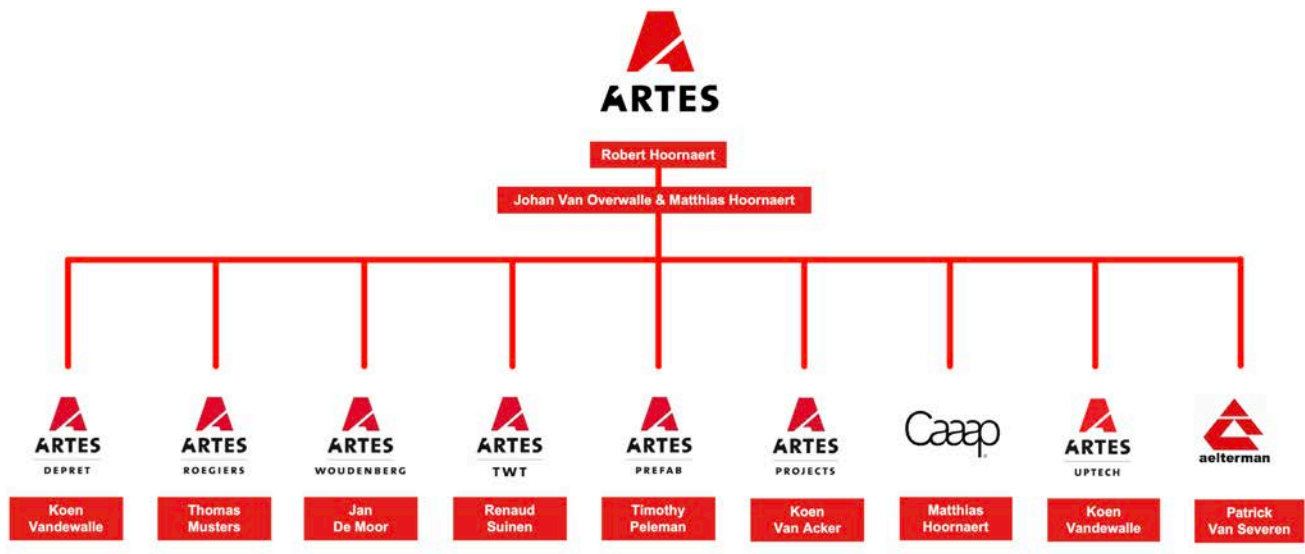 ARTES
Robert Hoornaert
Johan Van Overwalle & Matthias Hoornaert
ARTES
DEPRET
Koen
Vandewalle
ARTES
ROEGIERS
Thomas
Musters
ARTES
WOUDENBERG
Jan
De Moor
ARTES
TWT
Renaud
Suinen
ARTES
PREFAB
Timothy
Peleman
ARTES
PROJECTS
Koen
Van Acker
Caaap
Matthias
Hoornaert
ARTES
UPTECH
Koen
Vandewalle
aelterman
Patrick
Van Severen